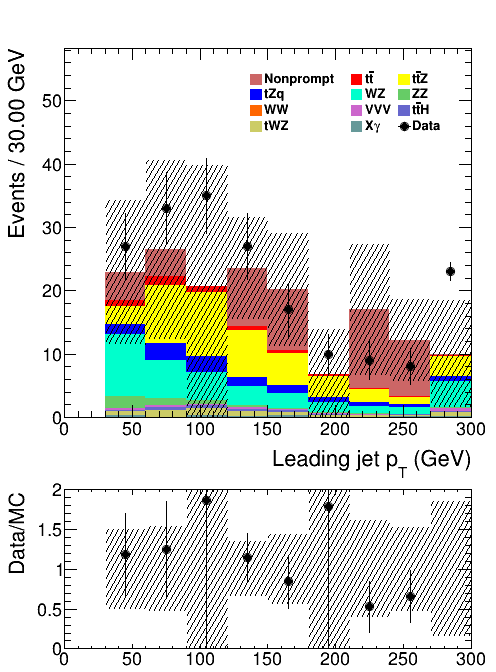 Events / 30.00 GeV
50
40
30
20
10
0
Nonprompt tt̄ tt̄Z
tZq WZ ZZ
WW VVV tt̄H
tWZ Xγ Data
0 50 100 150 200 250 300
Leading jet p_T (GeV)
Data/MC
2
1.5
1
0.5
0
0 50 100 150 200 250 300